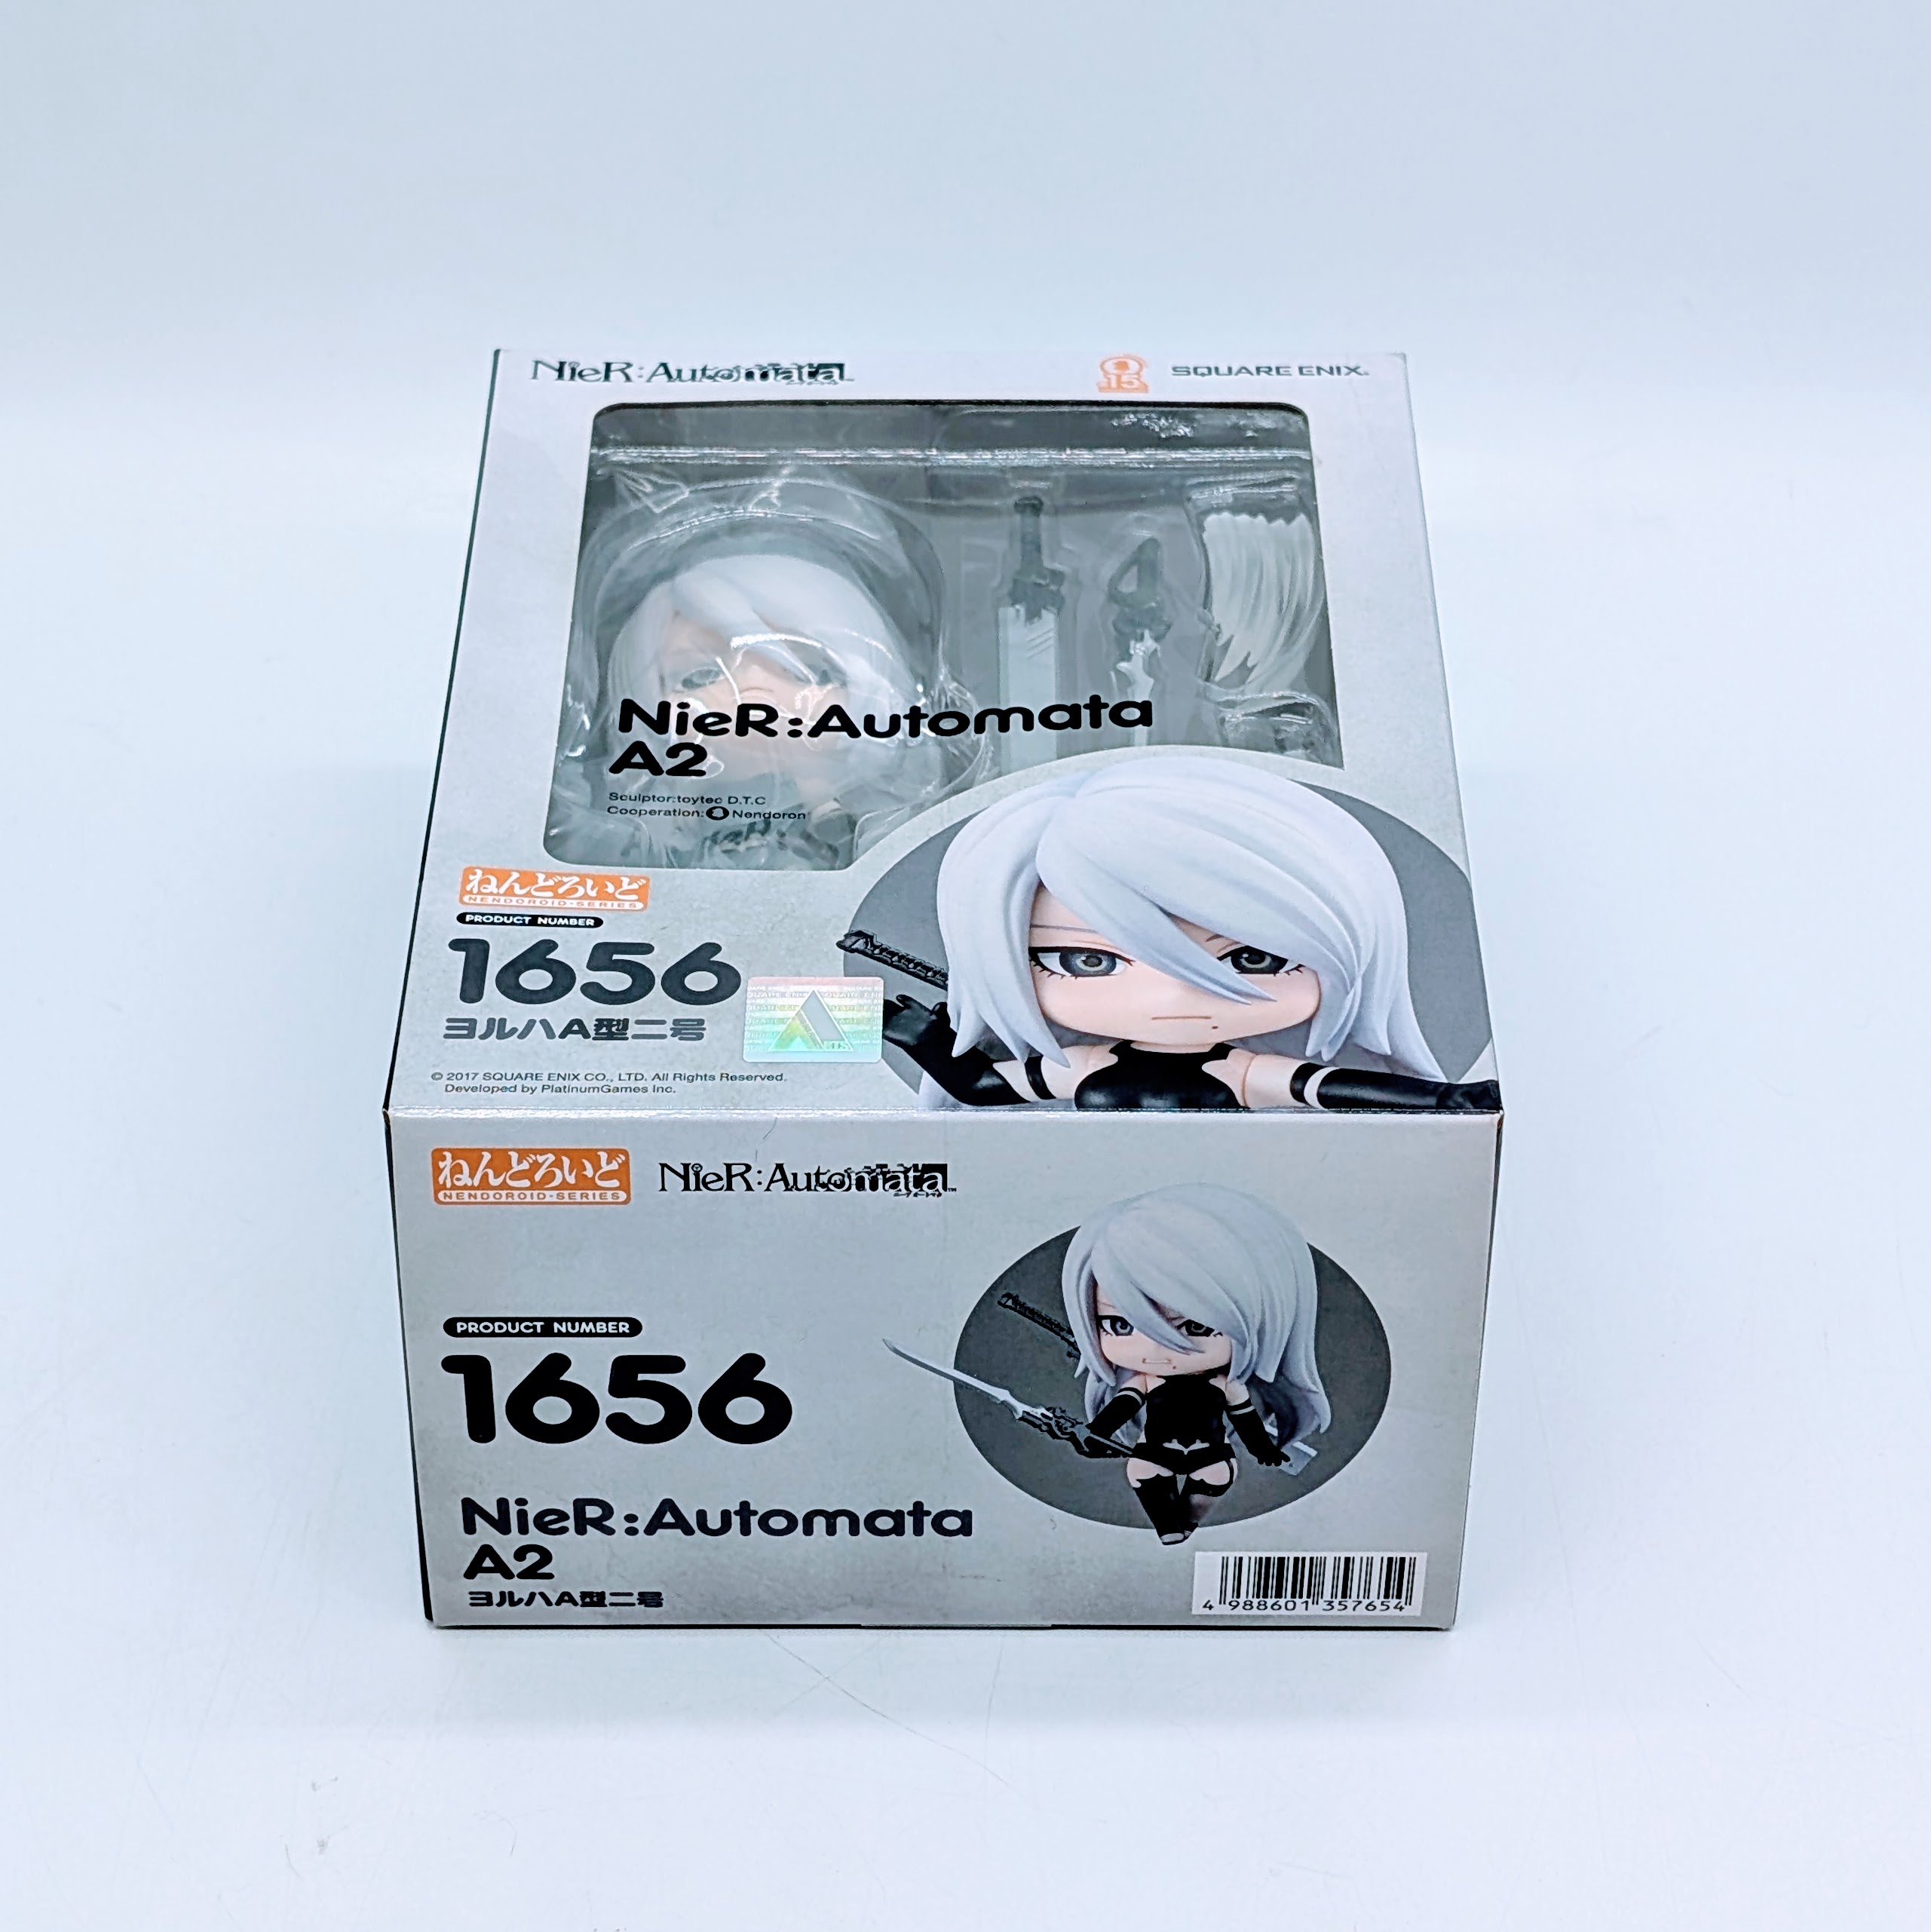 NieR:Automata
15
SQUARE ENIX.
NieR:Automata
A2
Sculptor:toytec D.T.C
Cooperation: Nendoron
ねんどろいど
NENDOROID-SERIES
PRODUCT NUMBER
1656
ヨルハA型二号
© 2017 SQUARE ENIX CO., LTD. All Rights Reserved.
Developed by PlatinumGames Inc.
ねんどろいど
NENDOROID-SERIES
NieR:Automata™
PRODUCT NUMBER
1656
NieR:Automata
A2
ヨルハA型二号
4 988601 357654